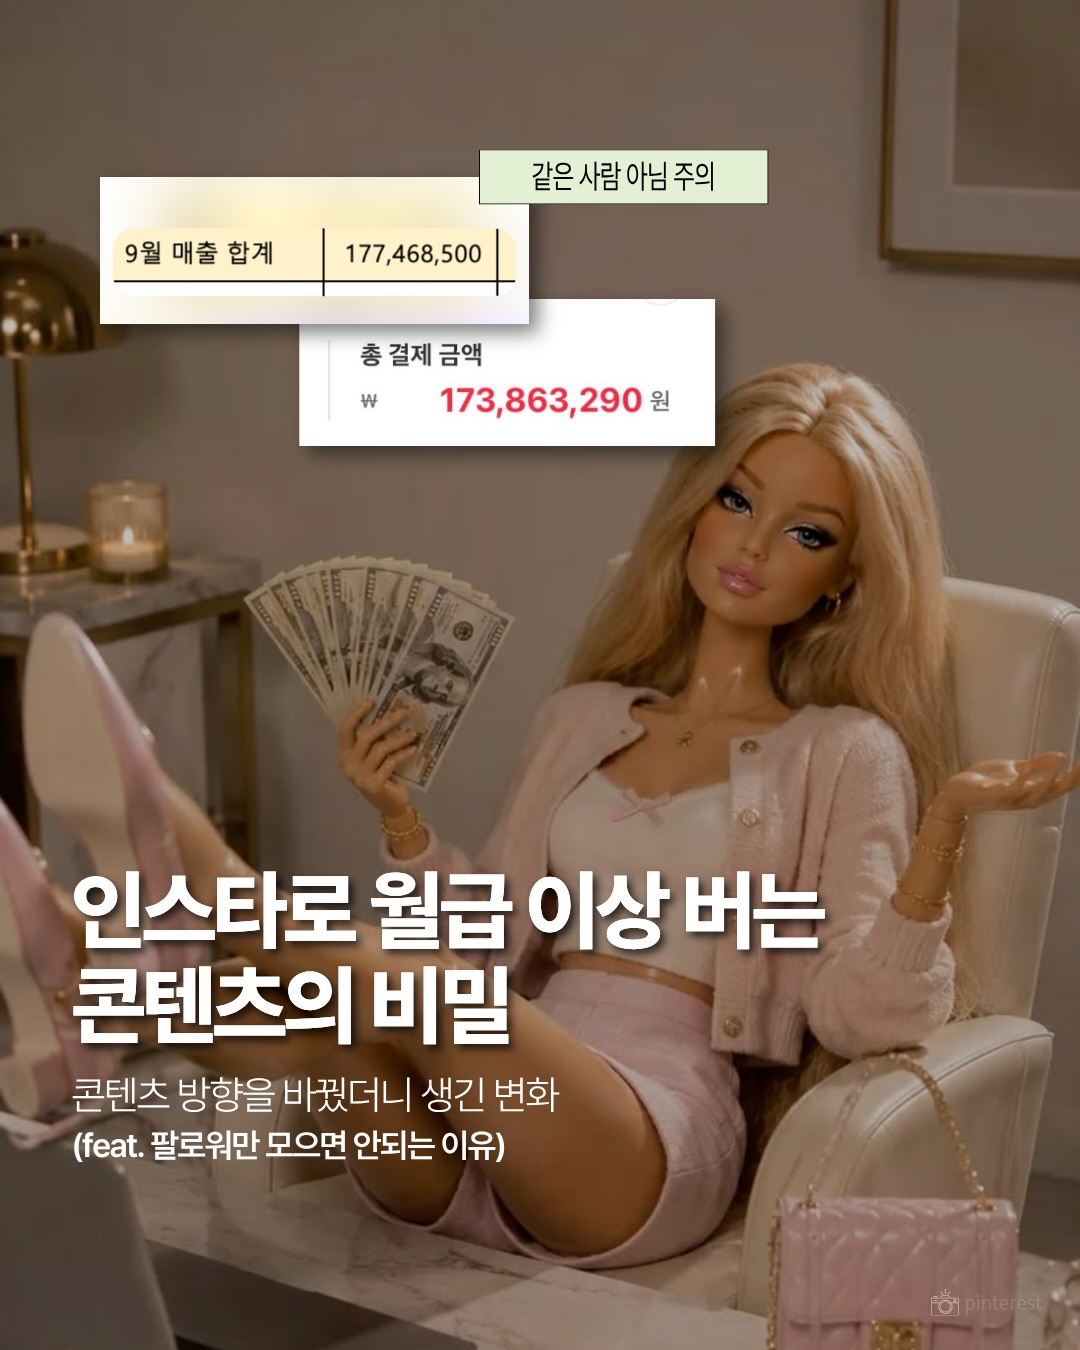 같은 사람 아님 주의
9월 매출 합계 177,468,500
총 결제 금액
₩ 173,863,290 원
인스타로 월급 이상 버는
콘텐츠의 비밀
콘텐츠 방향을 바꿨더니 생긴 변화
(feat. 팔로워만 모으면 안되는 이유)
pinterest